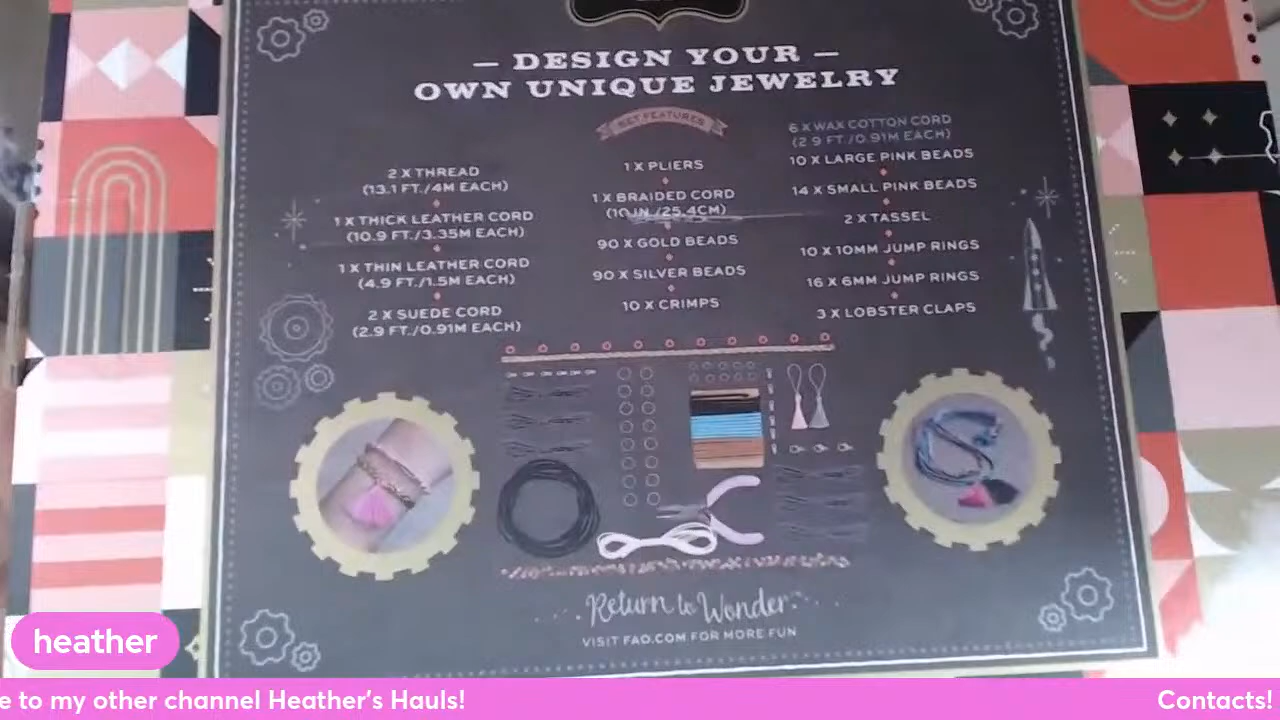 — DESIGN YOUR —
OWN UNIQUE JEWELRY
SET FEATURES
2 X THREAD
(13.1 FT./4M EACH)
1 X THICK LEATHER CORD
(10.9 FT./3.35M EACH)
1 X THIN LEATHER CORD
(4.9 FT./1.5M EACH)
2 X SUEDE CORD
(2.9 FT./0.91M EACH)
1 X PLIERS
1 X BRAIDED CORD
(10 IN./25.4CM)
90 X GOLD BEADS
90 X SILVER BEADS
10 X CRIMPS
6 X WAX COTTON CORD
(2.9 FT./0.91M EACH)
10 X LARGE PINK BEADS
14 X SMALL PINK BEADS
2 X TASSEL
10 X 10MM JUMP RINGS
16 X 6MM JUMP RINGS
3 X LOBSTER CLAPS
Return to Wonder
VISIT FAO.COM FOR MORE FUN
heather
e to my other channel Heather's Hauls!
Contacts!